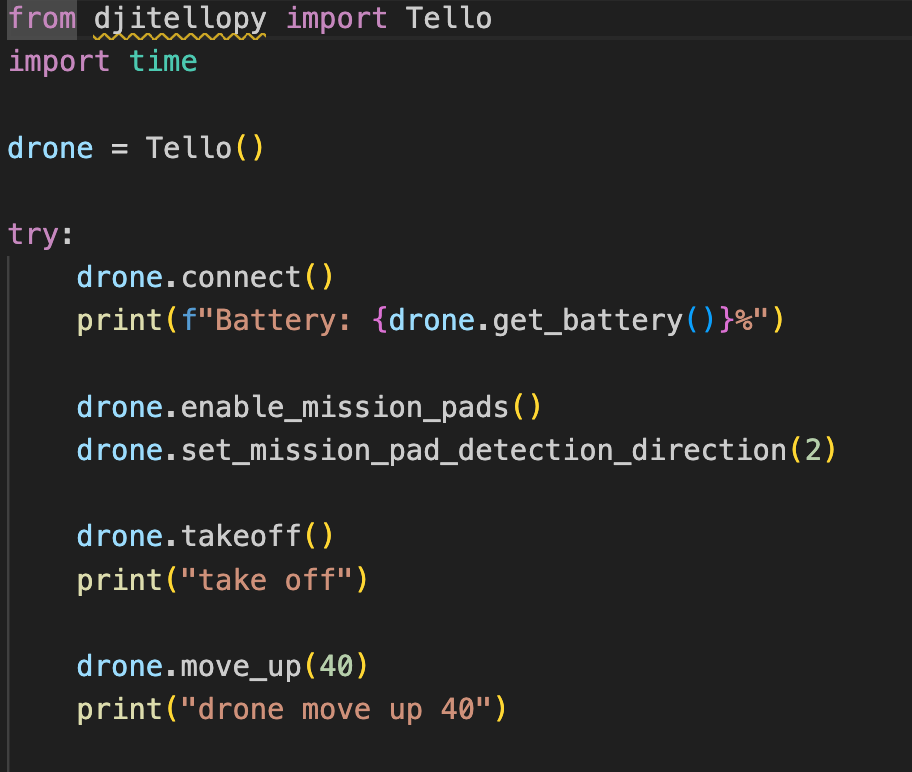 from djitellopy import Tello
import time
drone = Tello()
try:
    drone.connect()
    print(f"Battery: {drone.get_battery()}%")
    drone.enable_mission_pads()
    drone.set_mission_pad_detection_direction(2)
    drone.takeoff()
    print("take off")
    drone.move_up(40)
    print("drone move up 40")